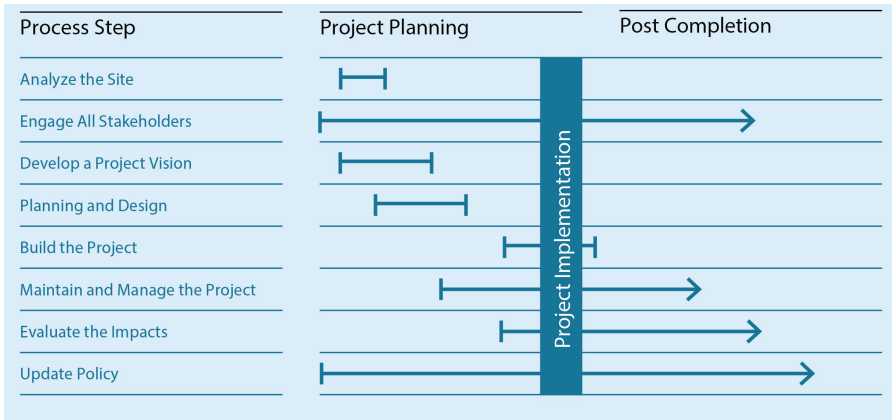 Process Step
Project Planning
Post Completion
Analyze the Site
Engage All Stakeholders
Develop a Project Vision
Planning and Design
Build the Project
Maintain and Manage the Project
Evaluate the Impacts
Update Policy
Project Implementation